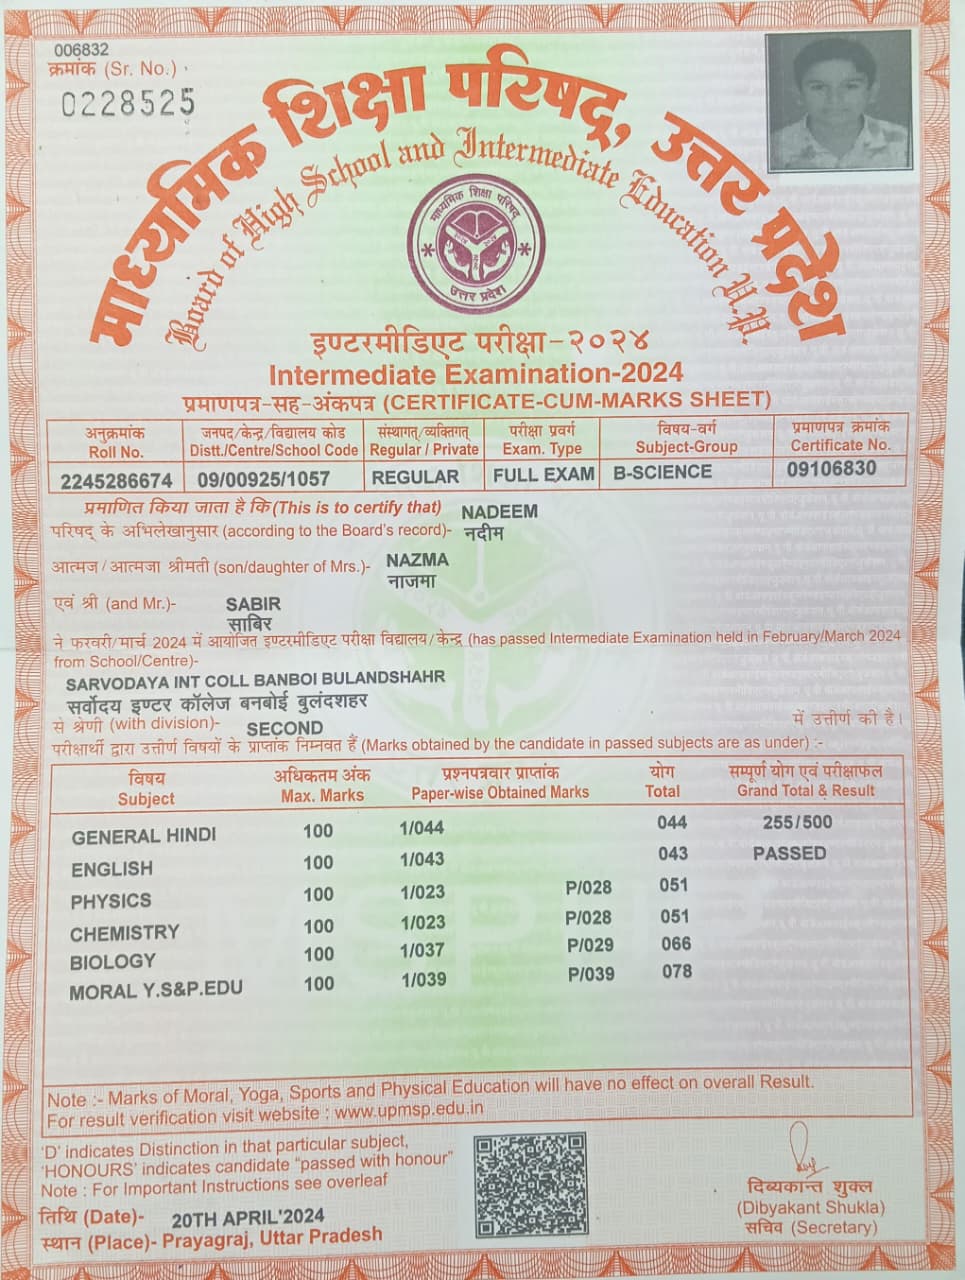 006832
क्रमांक (Sr. No.)
0228525
माध्यमिक शिक्षा परिषद्, उत्तर प्रदेश
Board of High School and Intermediate Education U.P.
माध्यमिक शिक्षा परिषद्
उत्तर प्रदेश
इण्टरमीडिएट परीक्षा-२०२४
Intermediate Examination-2024
प्रमाणपत्र-सह-अंकपत्र (CERTIFICATE-CUM-MARKS SHEET)
अनुक्रमांक जनपद/केन्द्र/विद्यालय कोड संस्थागत/व्यक्तिगत परीक्षा प्रवर्ग विषय-वर्ग प्रमाणपत्र क्रमांक
Roll No. Distt./Centre/School Code Regular / Private Exam. Type Subject-Group Certificate No.
2245286674 09/00925/1057 REGULAR FULL EXAM B-SCIENCE 09106830
प्रमाणित किया जाता है कि (This is to certify that) NADEEM
परिषद् के अभिलेखानुसार (according to the Board's record)- नदीम
आत्मज/आत्मजा श्रीमती (son/daughter of Mrs.)- NAZMA
नाजमा
एवं श्री (and Mr.)- SABIR
साबिर
ने फरवरी/मार्च 2024 में आयोजित इण्टरमीडिएट परीक्षा विद्यालय/केन्द्र (has passed Intermediate Examination held in February/March 2024
from School/Centre)-
SARVODAYA INT COLL BANBOI BULANDSHAHR
सर्वोदय इण्टर कॉलेज बनबोई बुलंदशहर
से श्रेणी (with division)- SECOND में उत्तीर्ण की है।
परीक्षार्थी द्वारा उत्तीर्ण विषयों के प्राप्तांक निम्नवत हैं (Marks obtained by the candidate in passed subjects are as under) :-
विषय अधिकतम अंक प्रश्नपत्रवार प्राप्तांक योग सम्पूर्ण योग एवं परीक्षाफल
Subject Max. Marks Paper-wise Obtained Marks Total Grand Total & Result
GENERAL HINDI 100 1/044 044 255/500
ENGLISH 100 1/043 043 PASSED
PHYSICS 100 1/023 P/028 051
CHEMISTRY 100 1/023 P/028 051
BIOLOGY 100 1/037 P/029 066
MORAL Y.S&P.EDU 100 1/039 P/039 078
Note :- Marks of Moral, Yoga, Sports and Physical Education will have no effect on overall Result.
For result verification visit website : www.upmsp.edu.in
'D' indicates Distinction in that particular subject,
'HONOURS' indicates candidate "passed with honour"
Note : For Important Instructions see overleaf
तिथि (Date)- 20TH APRIL'2024
स्थान (Place)- Prayagraj, Uttar Pradesh
दिव्यकान्त शुक्ल
(Dibyakant Shukla)
सचिव (Secretary)